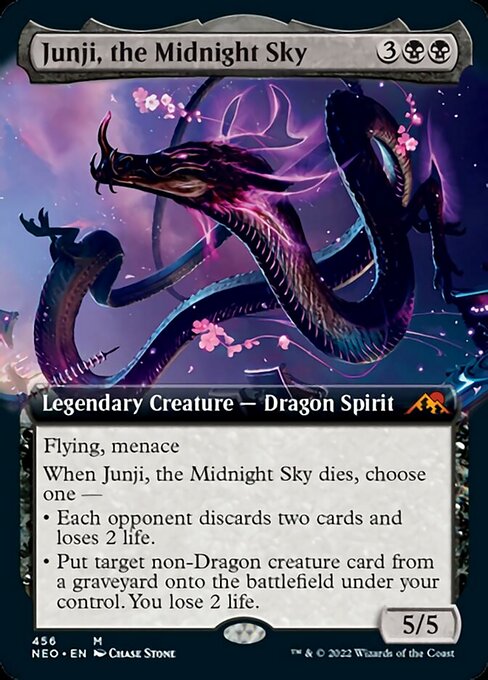 Junji, the Midnight Sky 3
Legendary Creature — Dragon Spirit
Flying, menace
When Junji, the Midnight Sky dies, choose
one —
• Each opponent discards two cards and
loses 2 life.
• Put target non-Dragon creature card from
a graveyard onto the battlefield under your
control. You lose 2 life.
5/5
456 M
NEO • EN Chase Stone
™ & © 2022 Wizards of the Coast